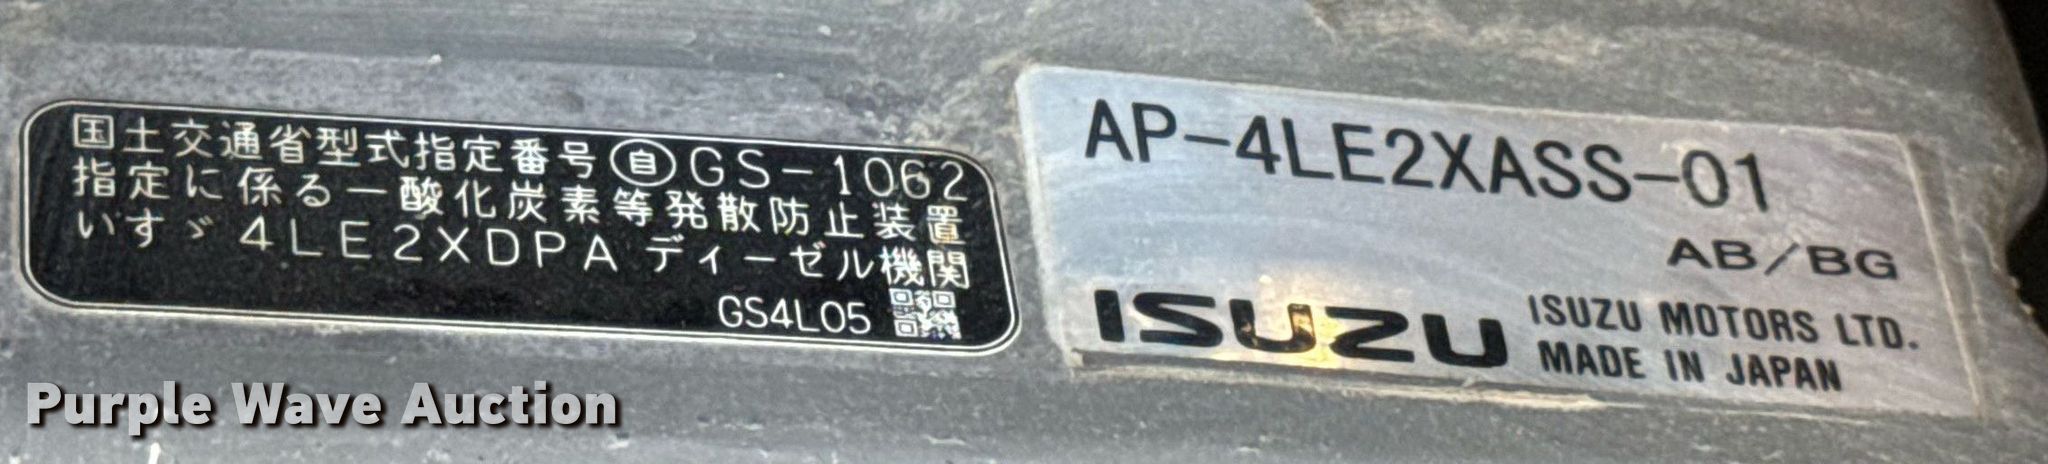 国土交通省型式指定番号 自 GS-1062
指定に係る一酸化炭素等発散防止装置
いすゞ 4LE2XDPA ディーゼル機関
GS4L05
AP-4LE2XASS-01
AB/BG
ISUZU
ISUZU MOTORS LTD.
MADE IN JAPAN
Purple Wave Auction